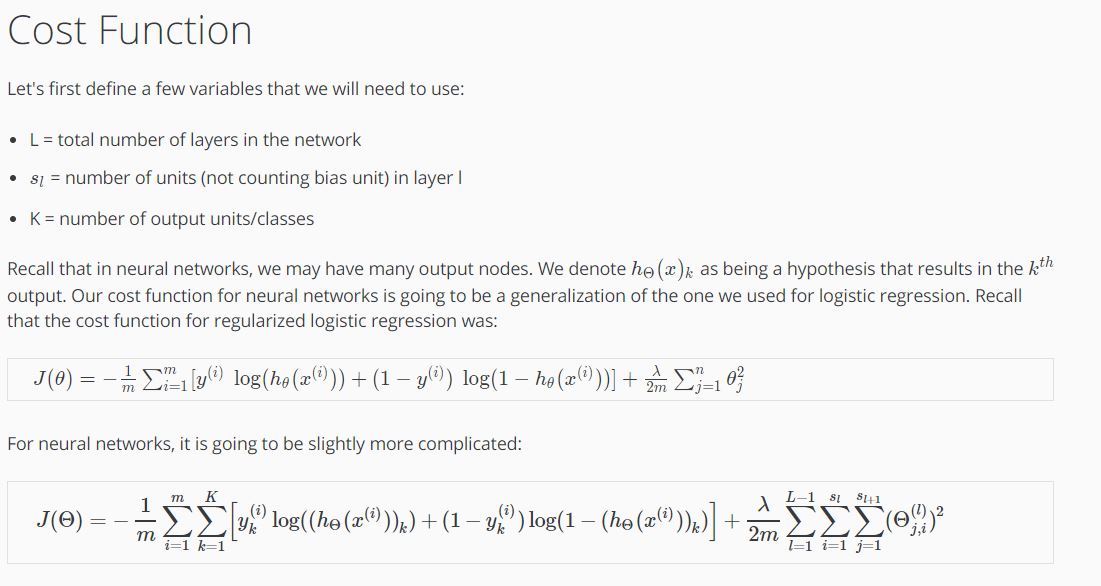 Cost Function
Let's first define a few variables that we will need to use:
• L = total number of layers in the network
• $s_l$ = number of units (not counting bias unit) in layer l
• K = number of output units/classes
Recall that in neural networks, we may have many output nodes. We denote $h_\Theta(x)_k$ as being a hypothesis that results in the $k^{th}$
output. Our cost function for neural networks is going to be a generalization of the one we used for logistic regression. Recall
that the cost function for regularized logistic regression was:
$J(\theta) = -\frac{1}{m} \sum_{i=1}^{m} [y^{(i)} \log(h_\theta(x^{(i)})) + (1 - y^{(i)}) \log(1 - h_\theta(x^{(i)}))] + \frac{\lambda}{2m} \sum_{j=1}^{n} \theta_j^2$
For neural networks, it is going to be slightly more complicated:
$J(\Theta) = -\frac{1}{m} \sum_{i=1}^{m} \sum_{k=1}^{K} \left[ y_k^{(i)} \log((h_\Theta(x^{(i)}))_k) + (1 - y_k^{(i)}) \log(1 - (h_\Theta(x^{(i)}))_k) \right] + \frac{\lambda}{2m} \sum_{l=1}^{L-1} \sum_{i=1}^{s_l} \sum_{j=1}^{s_{l+1}} (\Theta_{j,i}^{(l)})^2$